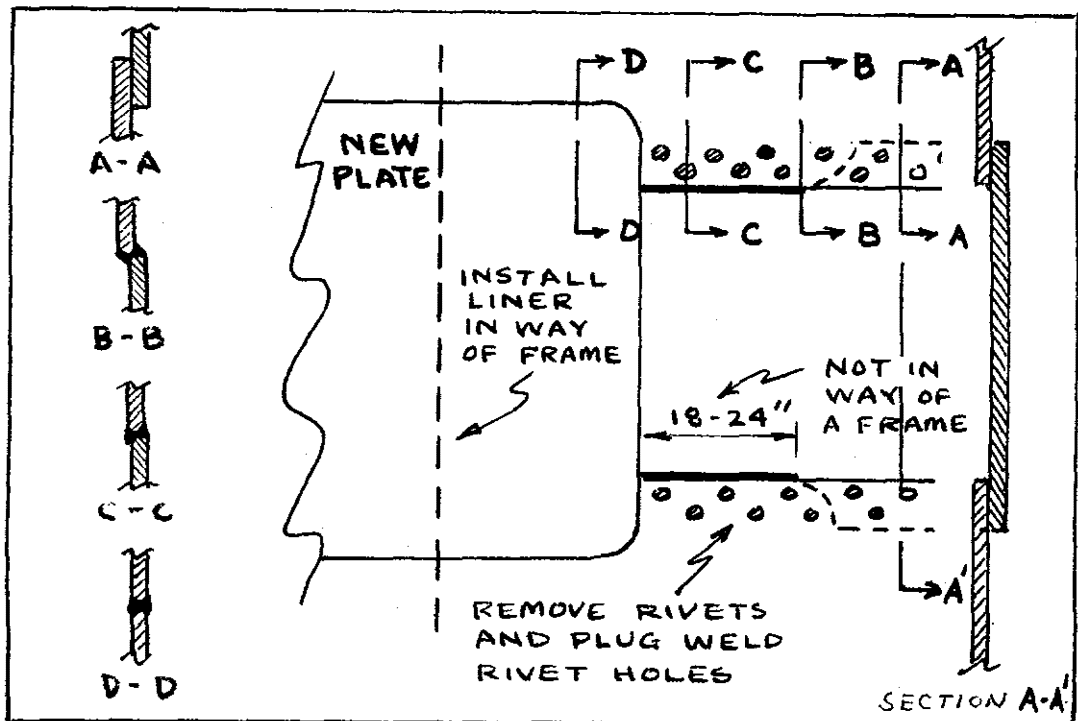 A-A
B-B
C-C
D-D
NEW
PLATE
D
C
B
A
D
C
B
A
INSTALL
LINER
IN WAY
OF FRAME
NOT IN
WAY OF
A FRAME
18-24"
A'
REMOVE RIVETS
AND PLUG WELD
RIVET HOLES
SECTION A-A'